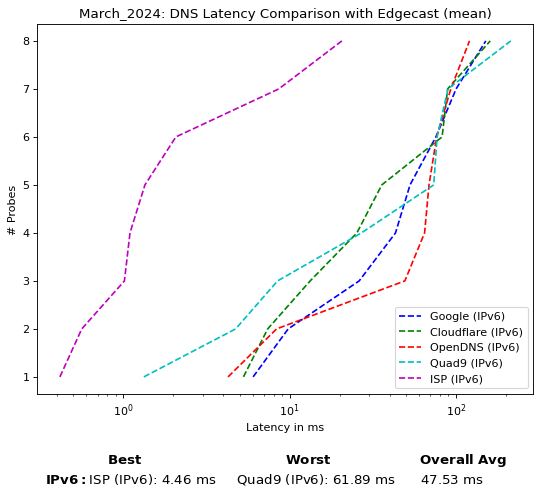 March_2024: DNS Latency Comparison with Edgecast (mean)
# Probes
8
7
6
5
4
3
2
1
Google (IPv6)
Cloudflare (IPv6)
OpenDNS (IPv6)
Quad9 (IPv6)
ISP (IPv6)
10⁰ 10¹ 10²
Latency in ms
Best Worst Overall Avg
IPv6: ISP (IPv6): 4.46 ms Quad9 (IPv6): 61.89 ms 47.53 ms